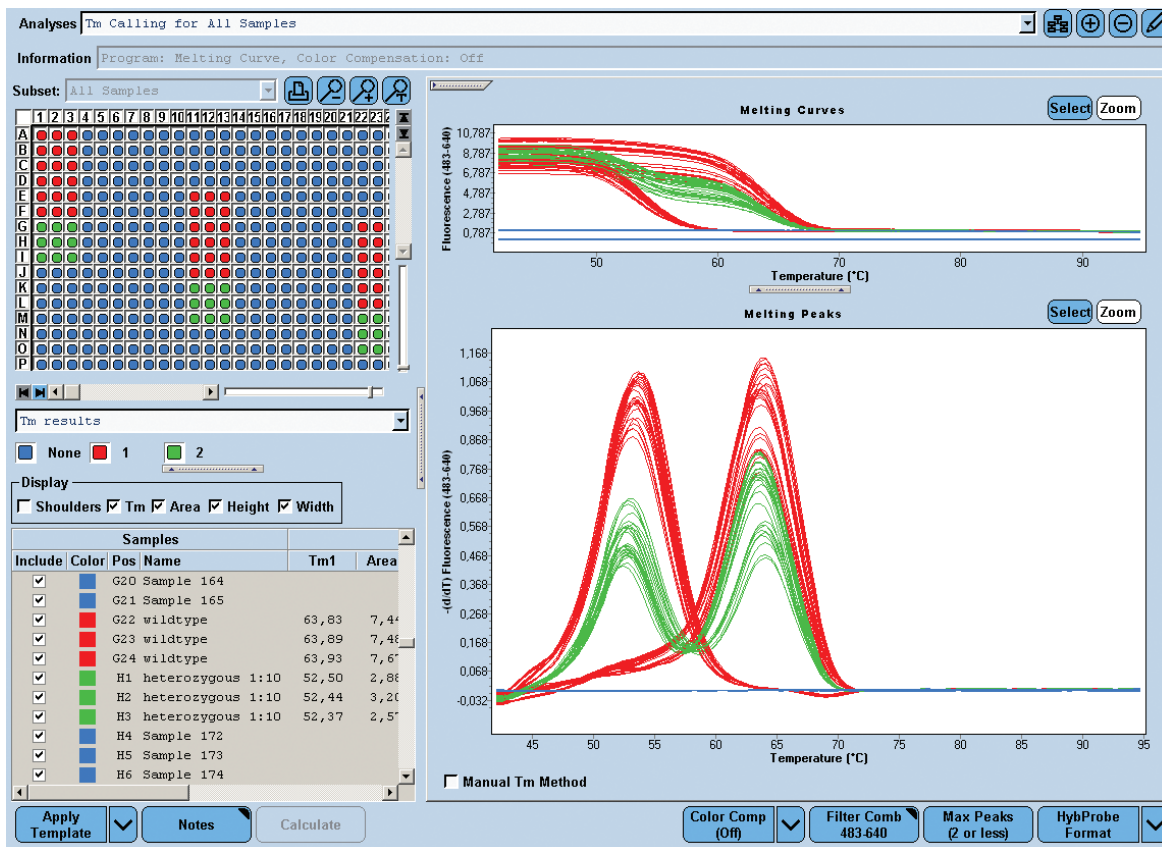 Analyses Tm Calling for All Samples
Information Program: Melting Curve, Color Compensation: Off
Subset: All Samples
1 2 3 4 5 6 7 8 9 10 11 12 13 14 15 16 17 18 19 20 21 22 23
A
B
C
D
E
F
G
H
I
J
K
L
M
N
O
P
Tm results
None 1 2
Display
Shoulders Tm Area Height Width
Samples
Include Color Pos Name Tm1 Area
G20 Sample 164
G21 Sample 165
G22 wildtype 63,83 7,44
G23 wildtype 63,89 7,48
G24 wildtype 63,93 7,67
H1 heterozygous 1:10 52,50 2,88
H2 heterozygous 1:10 52,44 3,20
H3 heterozygous 1:10 52,37 2,57
H4 Sample 172
H5 Sample 173
H6 Sample 174
Apply Template
Notes
Calculate
Melting Curves
Select Zoom
Fluorescence (483-640)
10,787
8,787
6,787
4,787
2,787
0,787
50 60 70 80 90
Temperature (°C)
Melting Peaks
Select Zoom
-(d/dT) Fluorescence (483-640)
1,168
1,068
0,968
0,868
0,768
0,668
0,568
0,468
0,368
0,268
0,168
0,068
-0,032
45 50 55 60 65 70 75 80 85 90 95
Temperature (°C)
Manual Tm Method
Color Comp (Off)
Filter Comb 483-640
Max Peaks (2 or less)
HybProbe Format